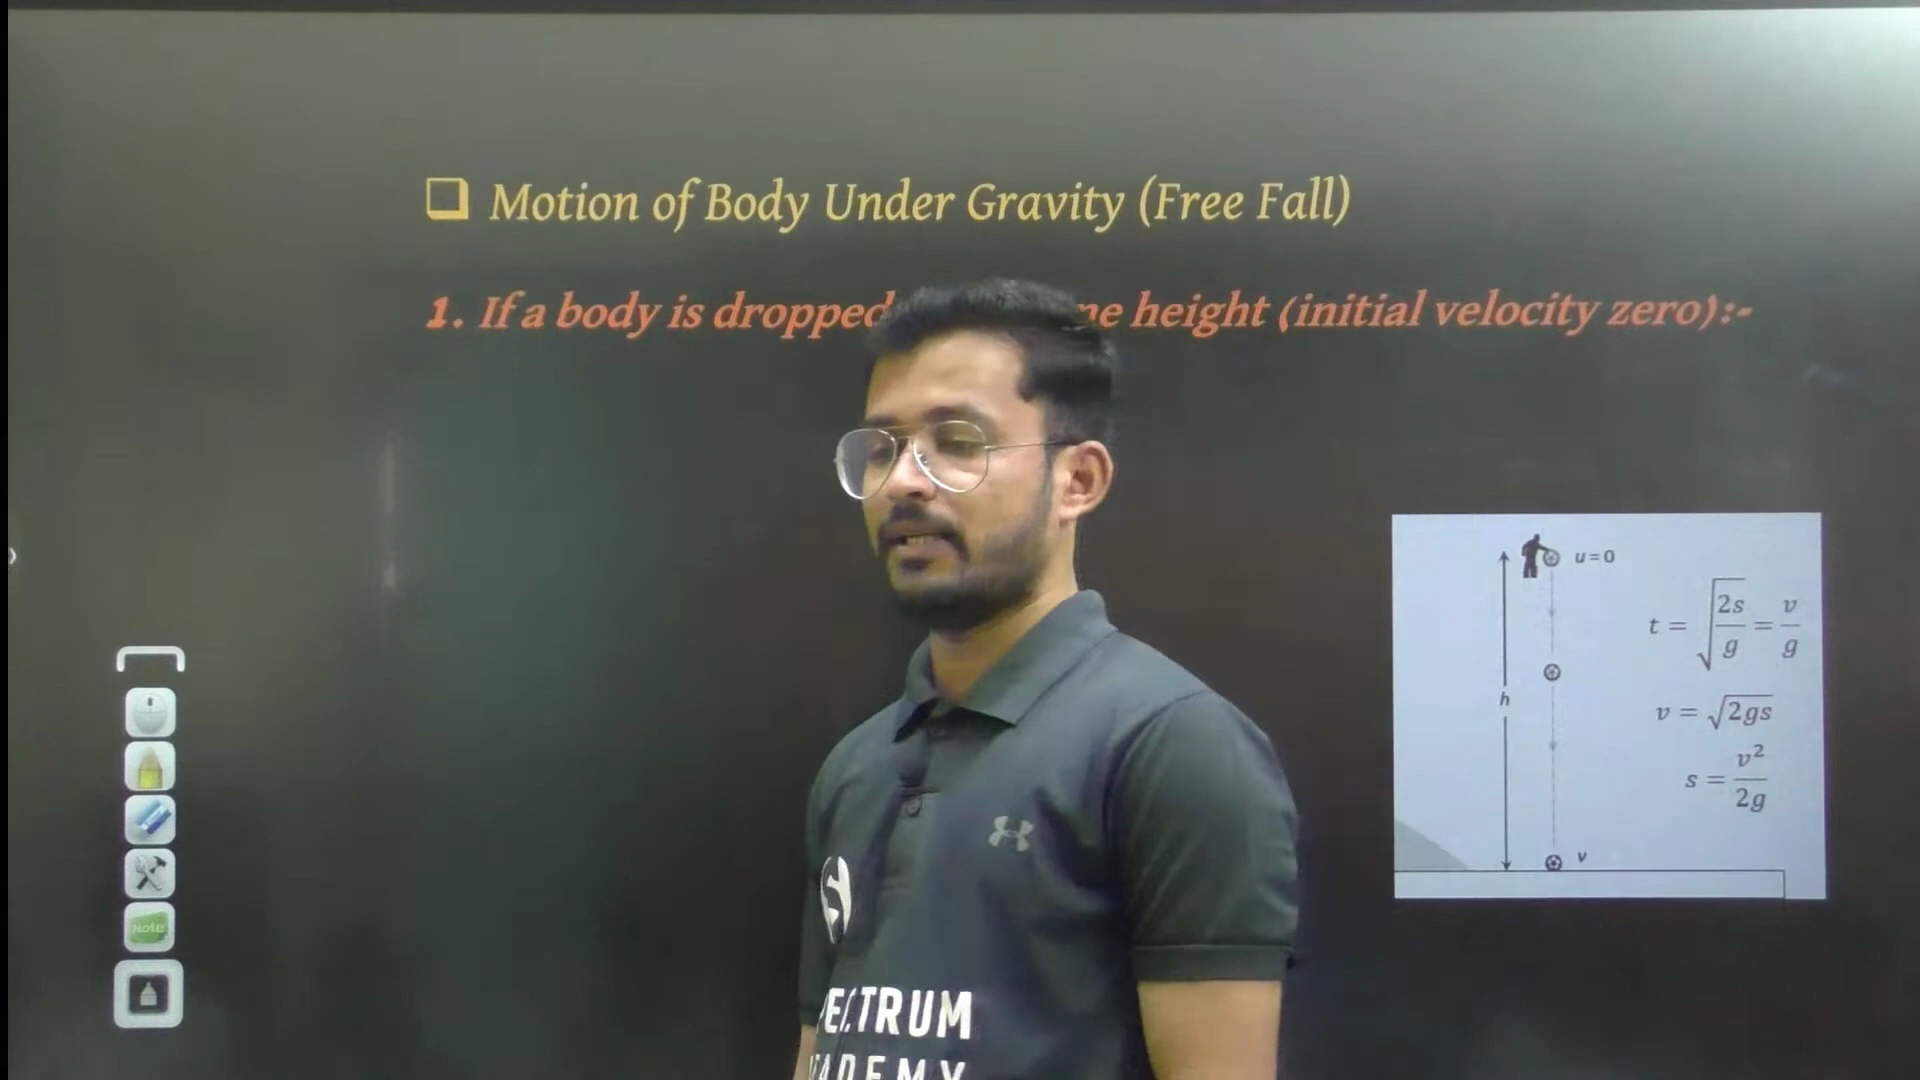 Motion of Body Under Gravity (Free Fall)
1. If a body is dropped height (initial velocity zero):-
u=0
t = √(2s/g) = v/g
h
v = √2gs
s = v²/2g
v
Note